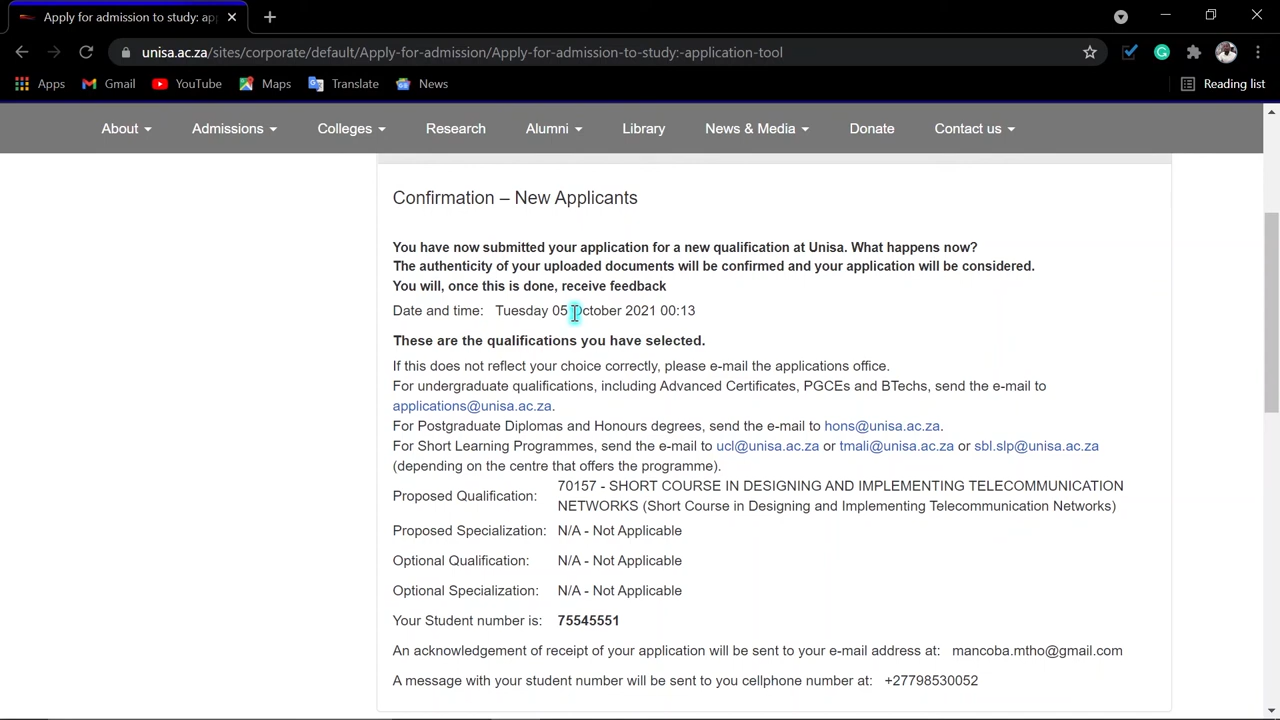 Apply for admission to study: ap
unisa.ac.za/sites/corporate/default/Apply-for-admission/Apply-for-admission-to-study:-application-tool
Apps Gmail YouTube Maps Translate News Reading list
About Admissions Colleges Research Alumni Library News & Media Donate Contact us
Confirmation – New Applicants
You have now submitted your application for a new qualification at Unisa. What happens now?
The authenticity of your uploaded documents will be confirmed and your application will be considered.
You will, once this is done, receive feedback
Date and time: Tuesday 05 October 2021 00:13
These are the qualifications you have selected.
If this does not reflect your choice correctly, please e-mail the applications office.
For undergraduate qualifications, including Advanced Certificates, PGCEs and BTechs, send the e-mail to
applications@unisa.ac.za.
For Postgraduate Diplomas and Honours degrees, send the e-mail to hons@unisa.ac.za.
For Short Learning Programmes, send the e-mail to ucl@unisa.ac.za or tmali@unisa.ac.za or sbl.slp@unisa.ac.za
(depending on the centre that offers the programme).
Proposed Qualification: 70157 - SHORT COURSE IN DESIGNING AND IMPLEMENTING TELECOMMUNICATION
NETWORKS (Short Course in Designing and Implementing Telecommunication Networks)
Proposed Specialization: N/A - Not Applicable
Optional Qualification: N/A - Not Applicable
Optional Specialization: N/A - Not Applicable
Your Student number is: 75545551
An acknowledgement of receipt of your application will be sent to your e-mail address at: mancoba.mtho@gmail.com
A message with your student number will be sent to you cellphone number at: +27798530052